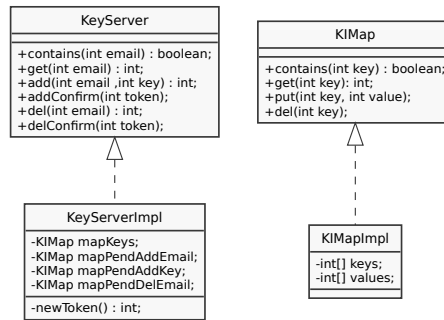 KeyServer
+contains(int email) : boolean;
+get(int email) : int;
+add(int email ,int key) : int;
+addConfirm(int token);
+del(int email) : int;
+delConfirm(int token);
KIMap
+contains(int key) : boolean;
+get(int key): int;
+put(int key, int value);
+del(int key);
KeyServerImpl
-KIMap mapKeys;
-KIMap mapPendAddEmail;
-KIMap mapPendAddKey;
-KIMap mapPendDelEmail;
-newToken() : int;
KIMapImpl
-int[] keys;
-int[] values;